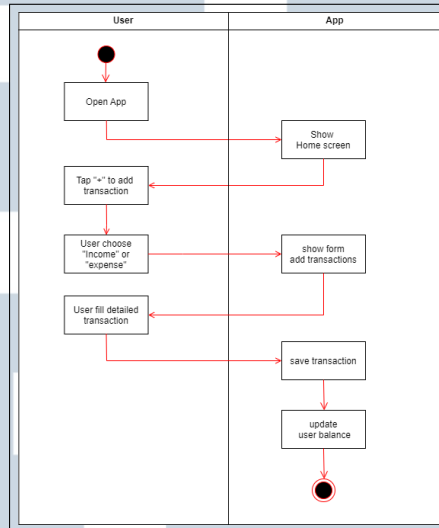 User
App
Open App
Show
Home screen
Tap "+" to add
transaction
User choose
"Income" or
"expense"
show form
add transactions
User fill detailed
transaction
save transaction
update
user balance